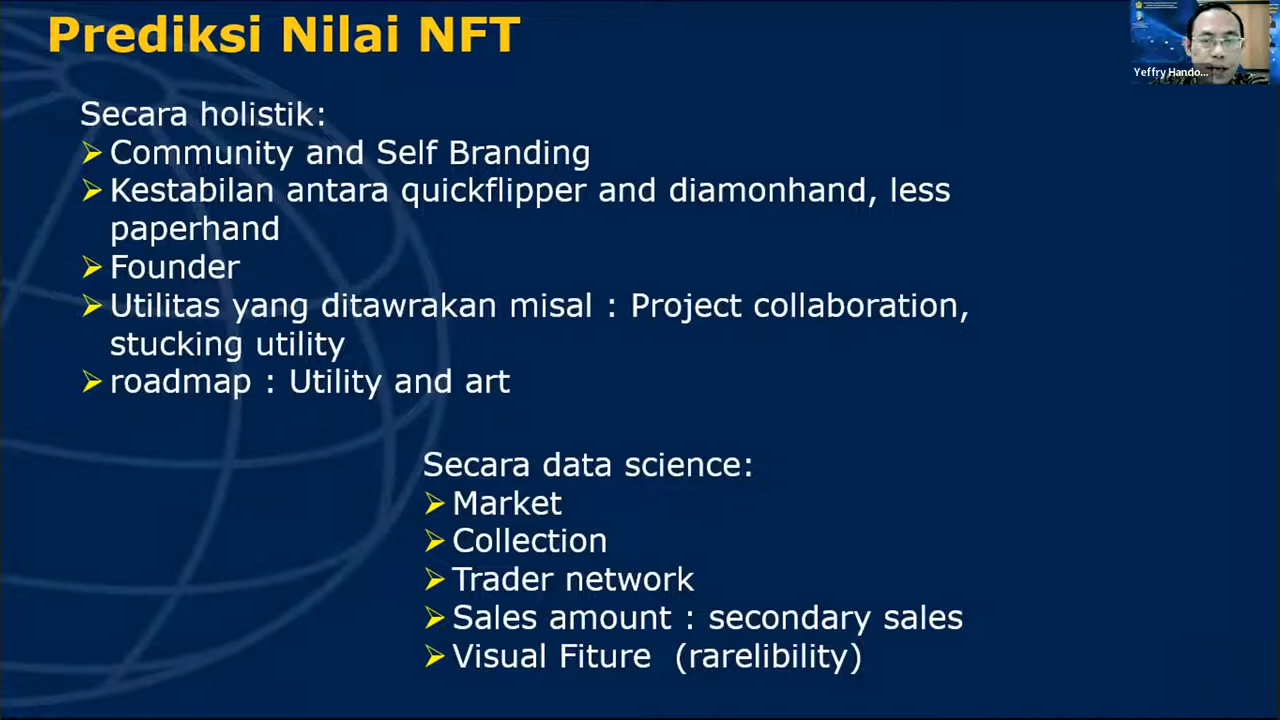 Prediksi Nilai NFT
Yeffry Hando...
Secara holistik:
Community and Self Branding
Kestabilan antara quickflipper and diamonhand, less
paperhand
Founder
Utilitas yang ditawrakan misal : Project collaboration,
stucking utility
roadmap : Utility and art
Secara data science:
Market
Collection
Trader network
Sales amount : secondary sales
Visual Fiture  (rarelibility)